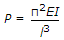 P = π²EI / l³